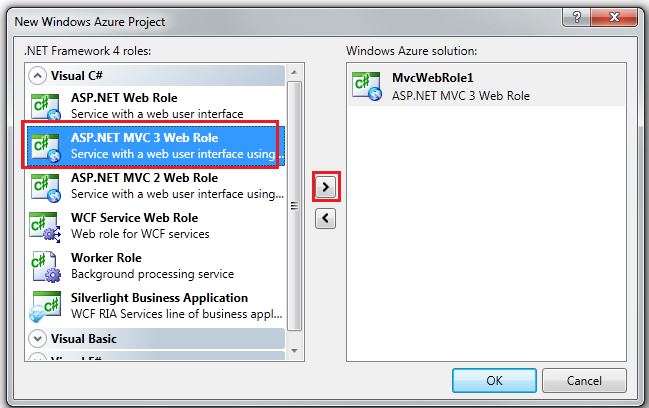 New Windows Azure Project
.NET Framework 4 roles:
Visual C#
ASP.NET Web Role
Service with a web user interface
ASP.NET MVC 3 Web Role
Service with a web user interface using...
ASP.NET MVC 2 Web Role
Service with a web user interface using...
WCF Service Web Role
Web role for WCF services
Worker Role
Background processing service
Silverlight Business Application
WCF RIA Services line of business appl...
Visual Basic
Visual F#
Windows Azure solution:
MvcWebRole1
ASP.NET MVC 3 Web Role
OK
Cancel